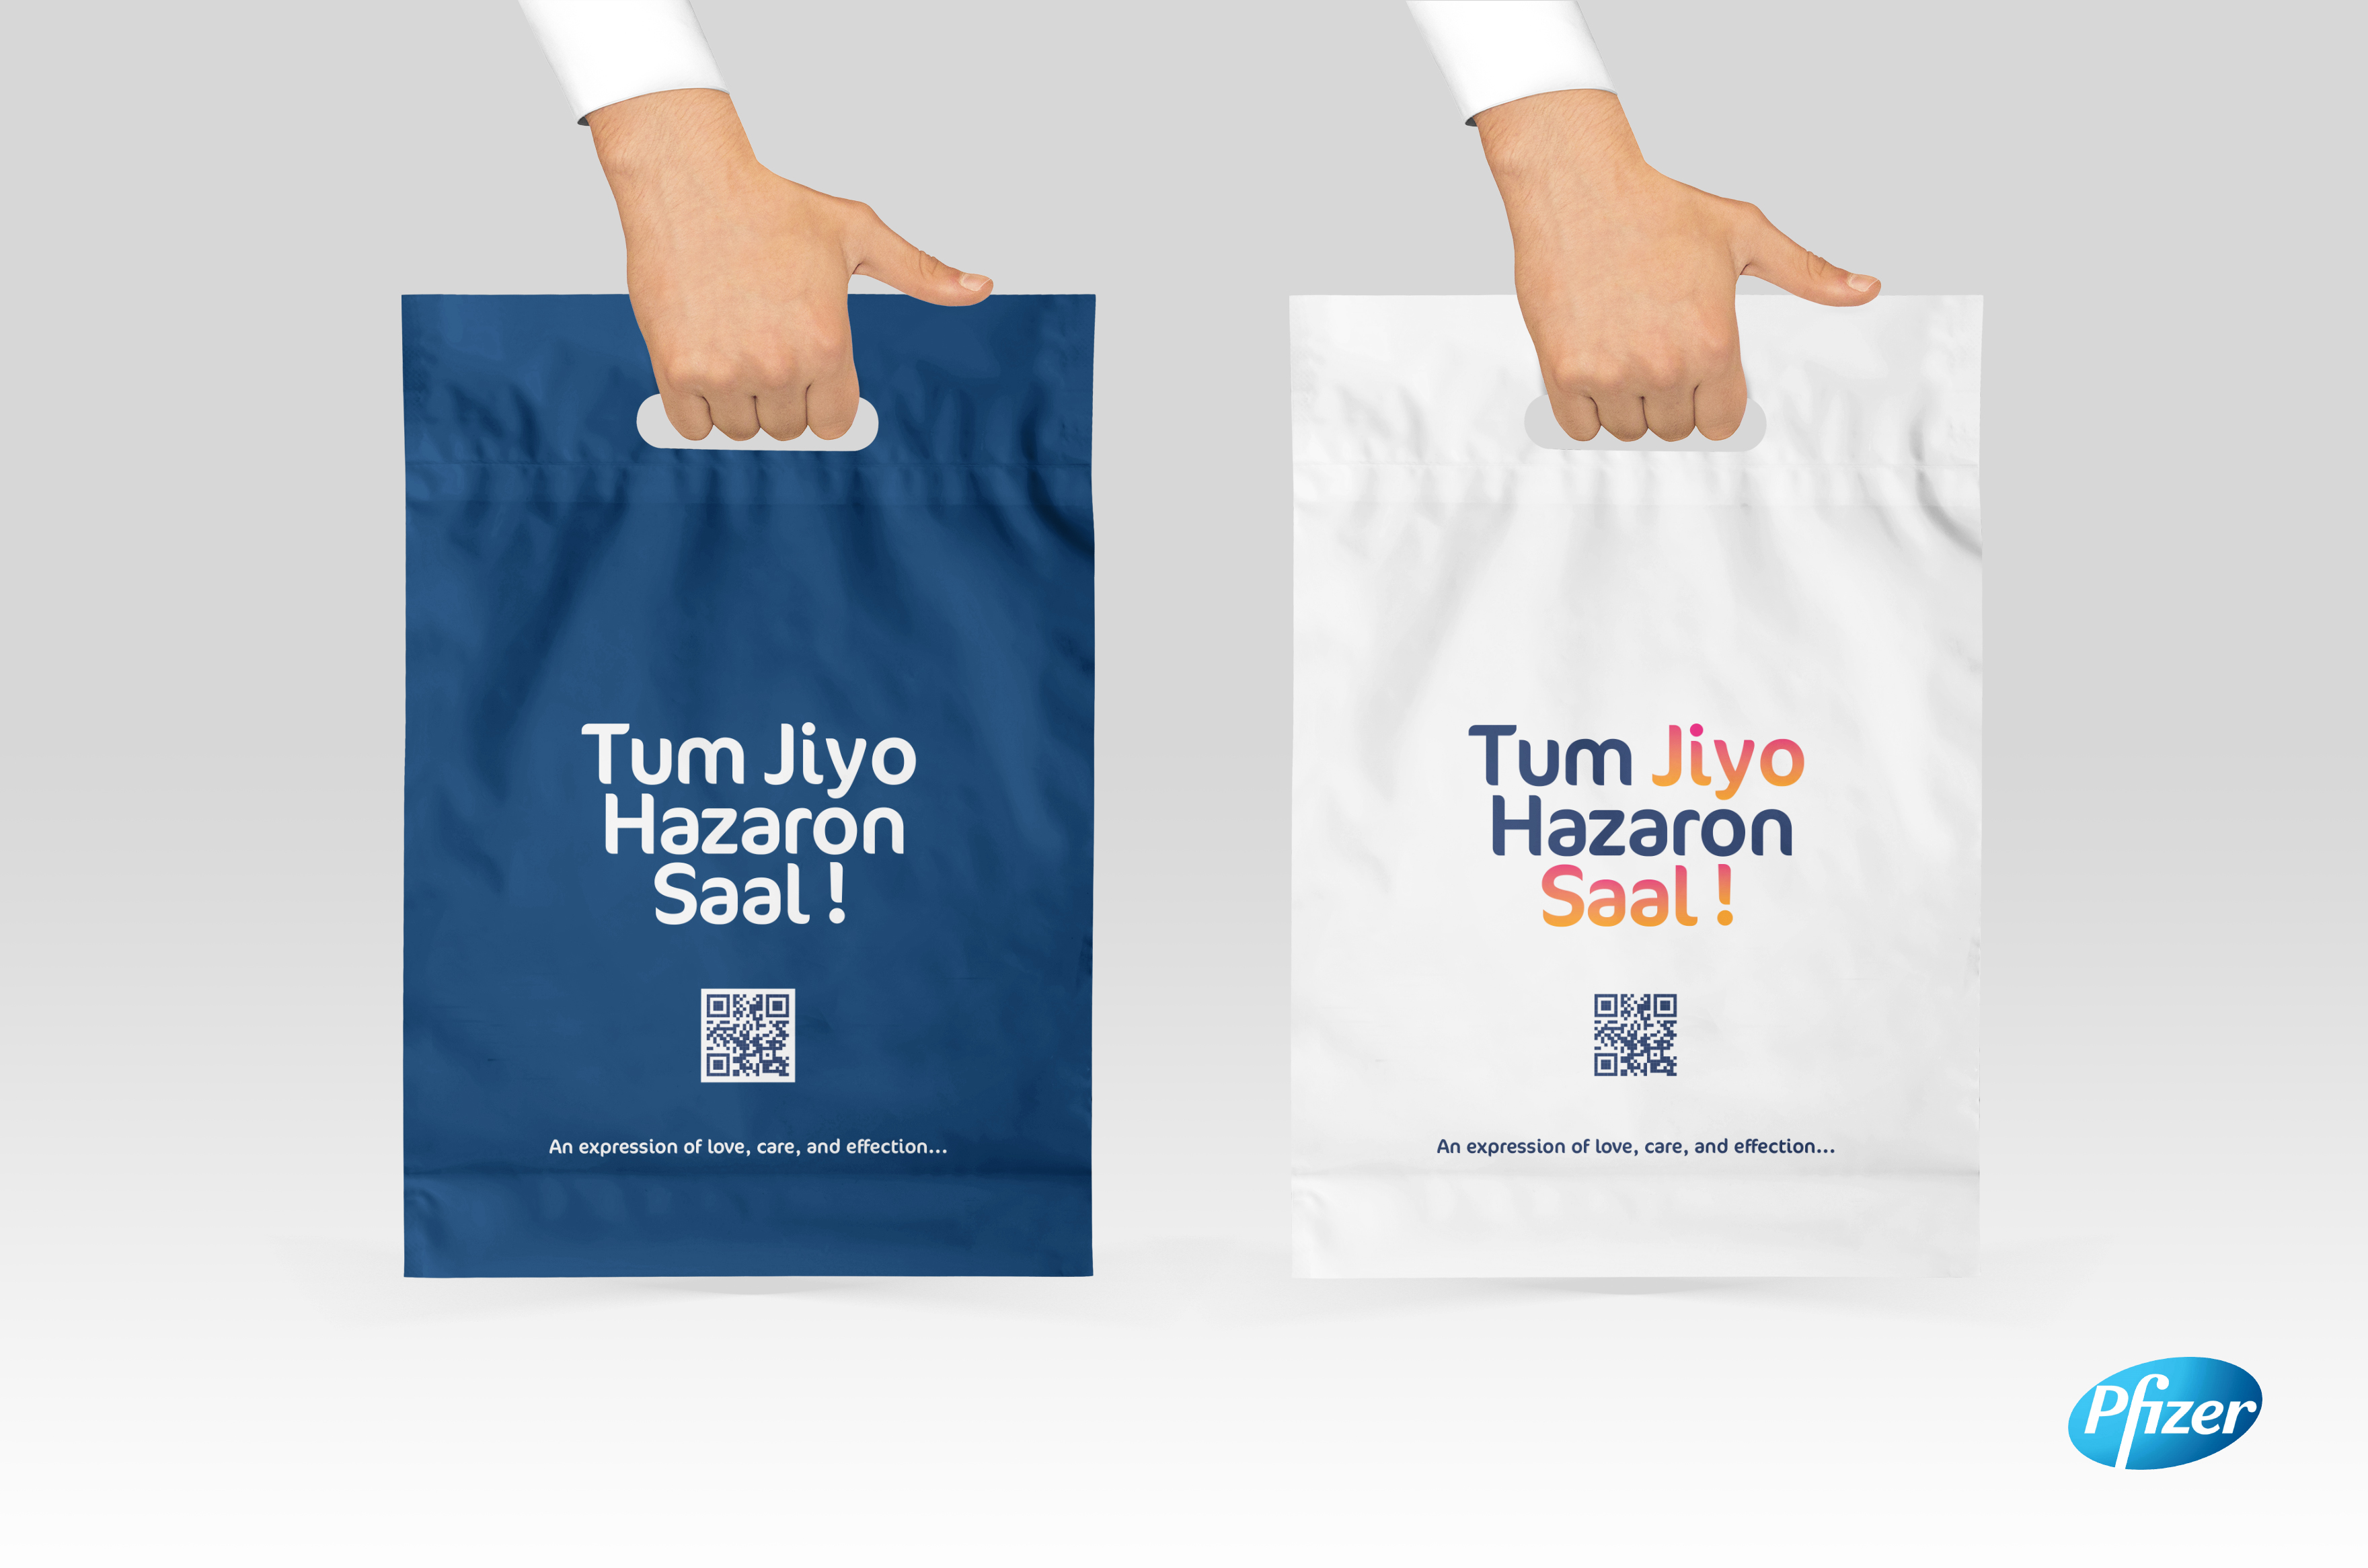 Tum Jiyo
Hazaron
Saal !
An expression of love, care, and effection...
Tum Jiyo
Hazaron
Saal !
An expression of love, care, and effection...
Pfizer